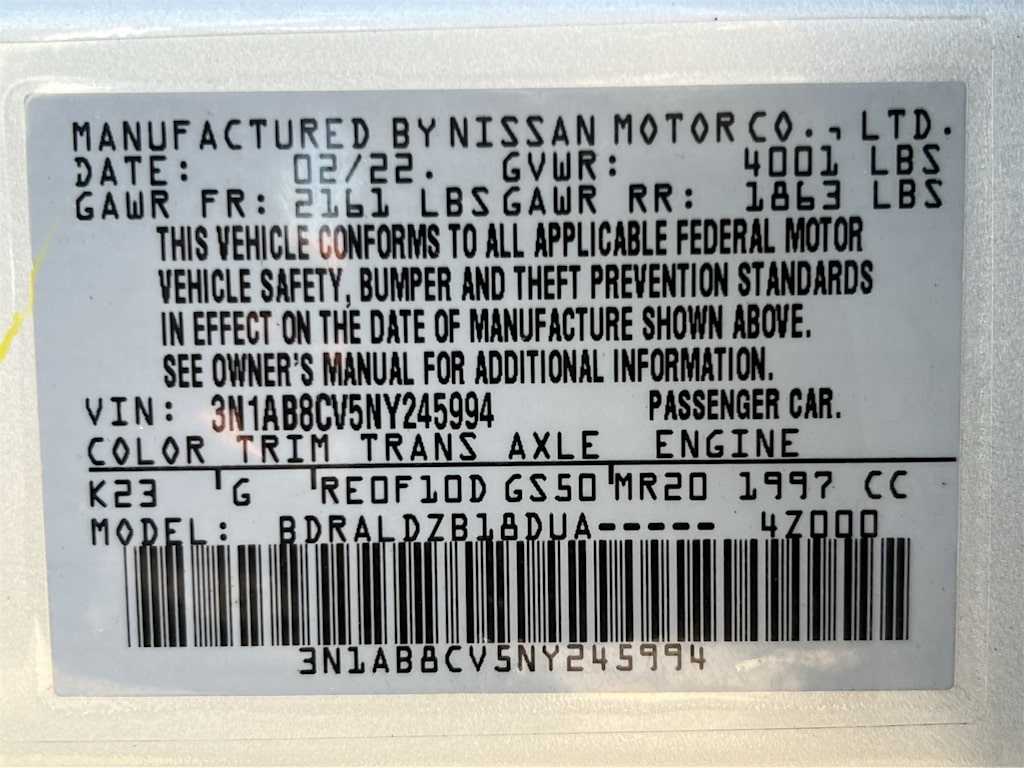 MANUFACTURED BY NISSAN MOTOR CO., LTD.
DATE: 02/22. GVWR: 4001 LBS
GAWR FR: 2161 LBS GAWR RR: 1863 LBS
THIS VEHICLE CONFORMS TO ALL APPLICABLE FEDERAL MOTOR
VEHICLE SAFETY, BUMPER AND THEFT PREVENTION STANDARDS
IN EFFECT ON THE DATE OF MANUFACTURE SHOWN ABOVE.
SEE OWNER'S MANUAL FOR ADDITIONAL INFORMATION.
VIN: 3N1AB8CV5NY245994 PASSENGER CAR.
COLOR TRIM TRANS AXLE ENGINE
K23 G RE0F10D GS50 MR20 1997 CC
MODEL: BDRALDZB18DUA----- 4Z000
3N1AB8CV5NY245994